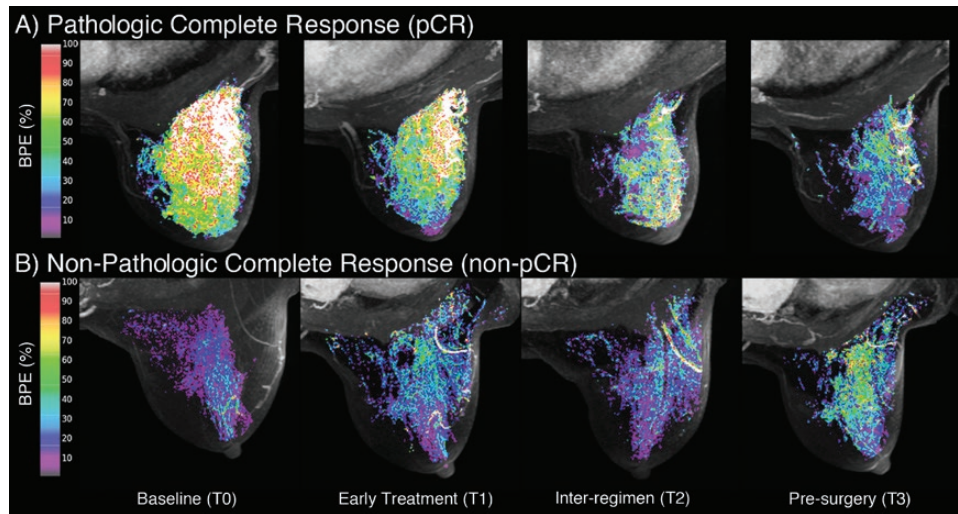 A) Pathologic Complete Response (pCR)
BPE (%)
100
90
80
70
60
50
40
30
20
10
B) Non-Pathologic Complete Response (non-pCR)
BPE (%)
100
90
80
70
60
50
40
30
20
10
Baseline (T0)
Early Treatment (T1)
Inter-regimen (T2)
Pre-surgery (T3)